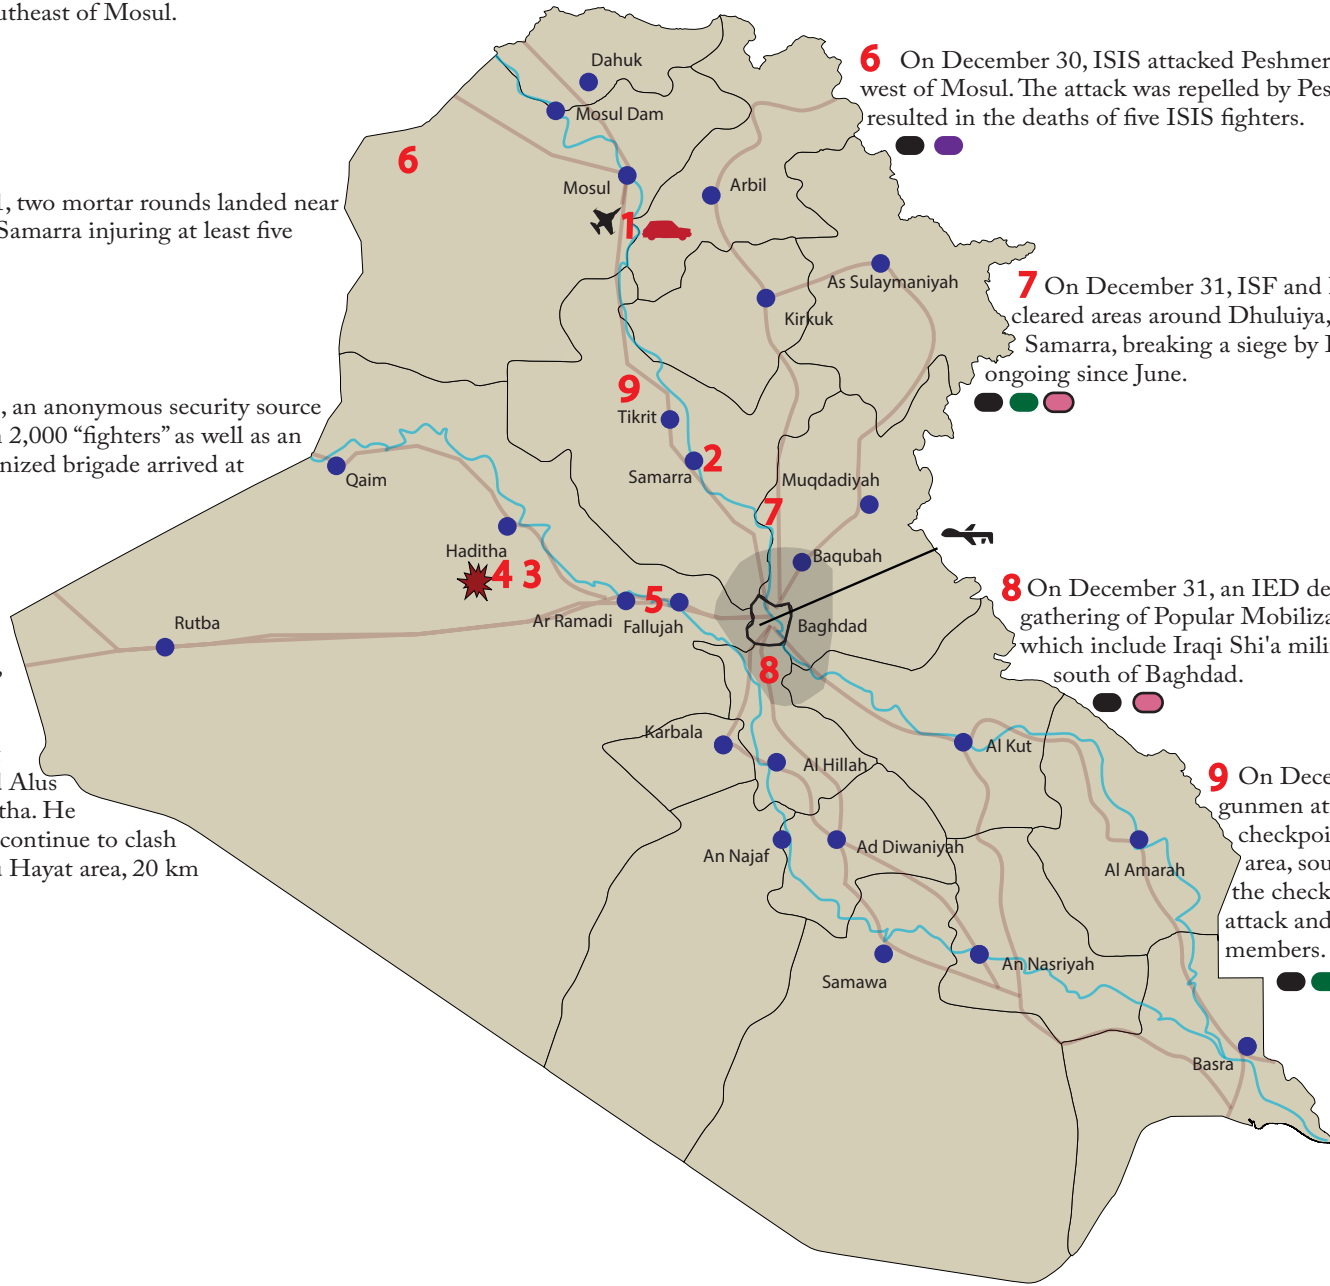 utheast of Mosul.
1, two mortar rounds landed near
Samarra injuring at least five
, an anonymous security source
2,000 “fighters” as well as an
nized brigade arrived at
Alus
tha. He
continue to clash
Hayat area, 20 km
Dahuk
Mosul Dam
Mosul
Arbil
As Sulaymaniyah
Kirkuk
Tikrit
Samarra
Muqdadiyah
Qaim
Haditha
Baqubah
Ar Ramadi
Fallujah
Baghdad
Rutba
Karbala
Al Hillah
Al Kut
An Najaf
Ad Diwaniyah
Al Amarah
Samawa
An Nasriyah
Basra
6
1
9
2
7
4 3
5
8
6 On December 30, ISIS attacked Peshmer
west of Mosul. The attack was repelled by Pes
resulted in the deaths of five ISIS fighters.
7 On December 31, ISF and
cleared areas around Dhuluiya,
Samarra, breaking a siege by I
ongoing since June.
8 On December 31, an IED de
gathering of Popular Mobiliza
which include Iraqi Shi'a mili
south of Baghdad.
9 On Dece
gunmen at
checkpoi
area, sou
the check
attack and
members.